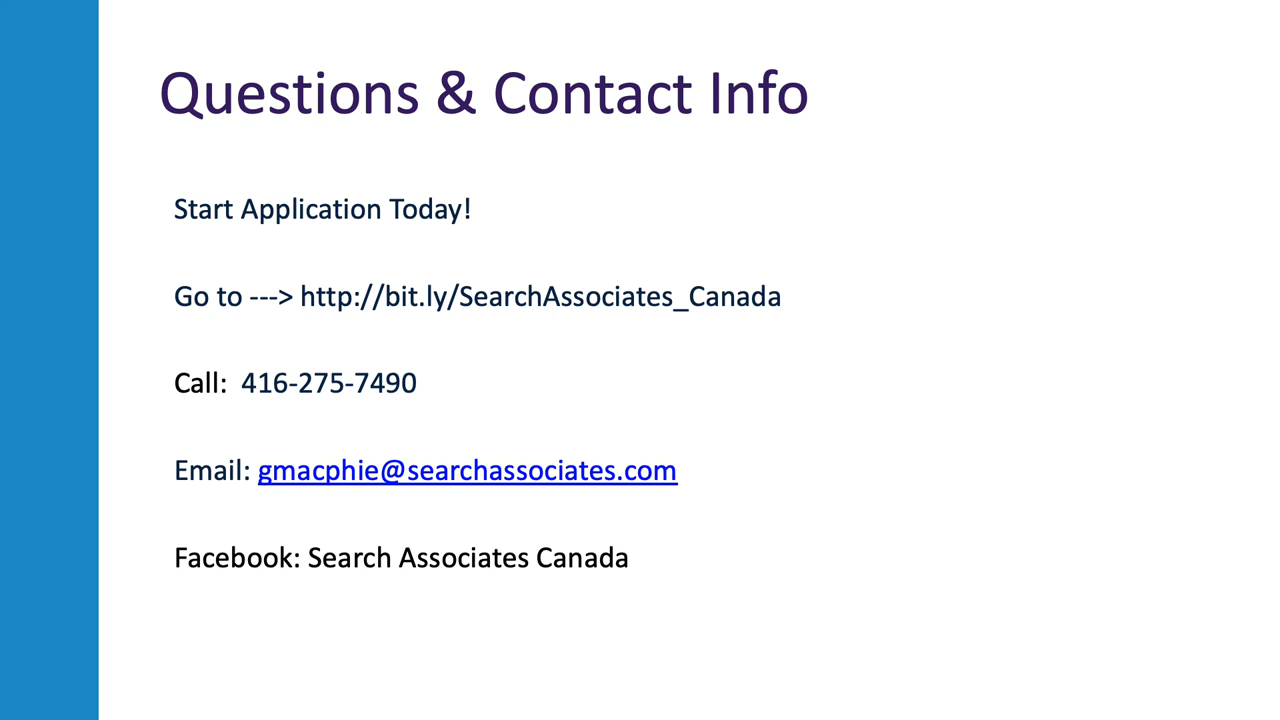 Questions & Contact Info
Start Application Today!
Go to ---> http://bit.ly/SearchAssociates_Canada
Call:  416-275-7490
Email: gmacphie@searchassociates.com
Facebook: Search Associates Canada